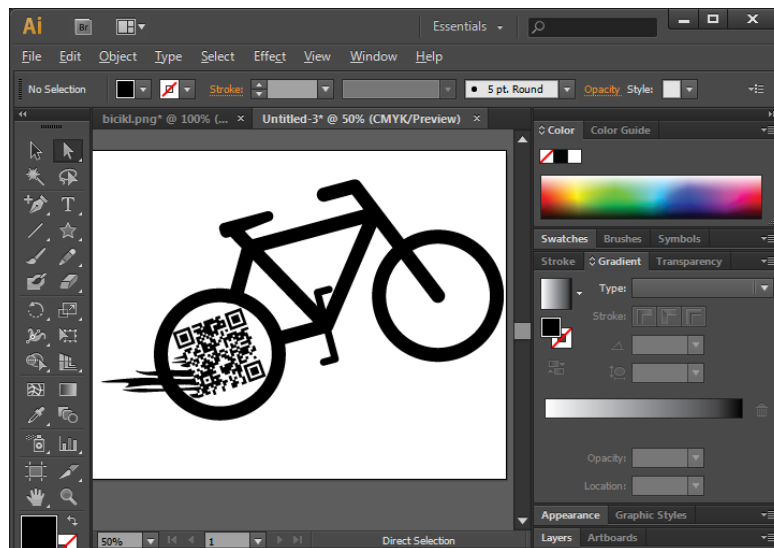 Ai Br Essentials
File Edit Object Type Select Effect View Window Help
No Selection Stroke: 5 pt. Round Opacity Style:
bicikl.png* @ 100% (... × Untitled-3* @ 50% (CMYK/Preview) ×
Color Color Guide
Swatches Brushes Symbols
Stroke Gradient Transparency
Type:
Stroke:
Opacity:
Location:
Appearance Graphic Styles
Layers Artboards
50% 1 Direct Selection